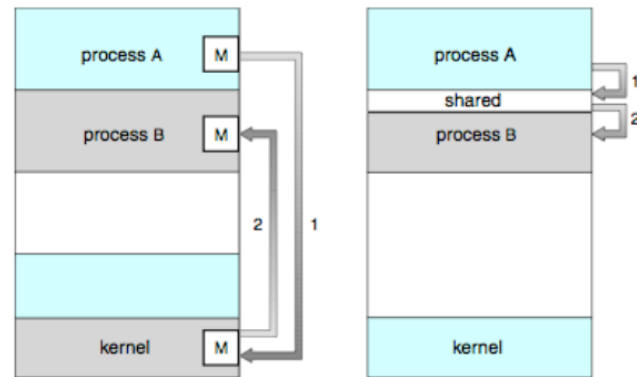 process A M
process B M
2 1
kernel M
process A
1
shared
2
process B
kernel